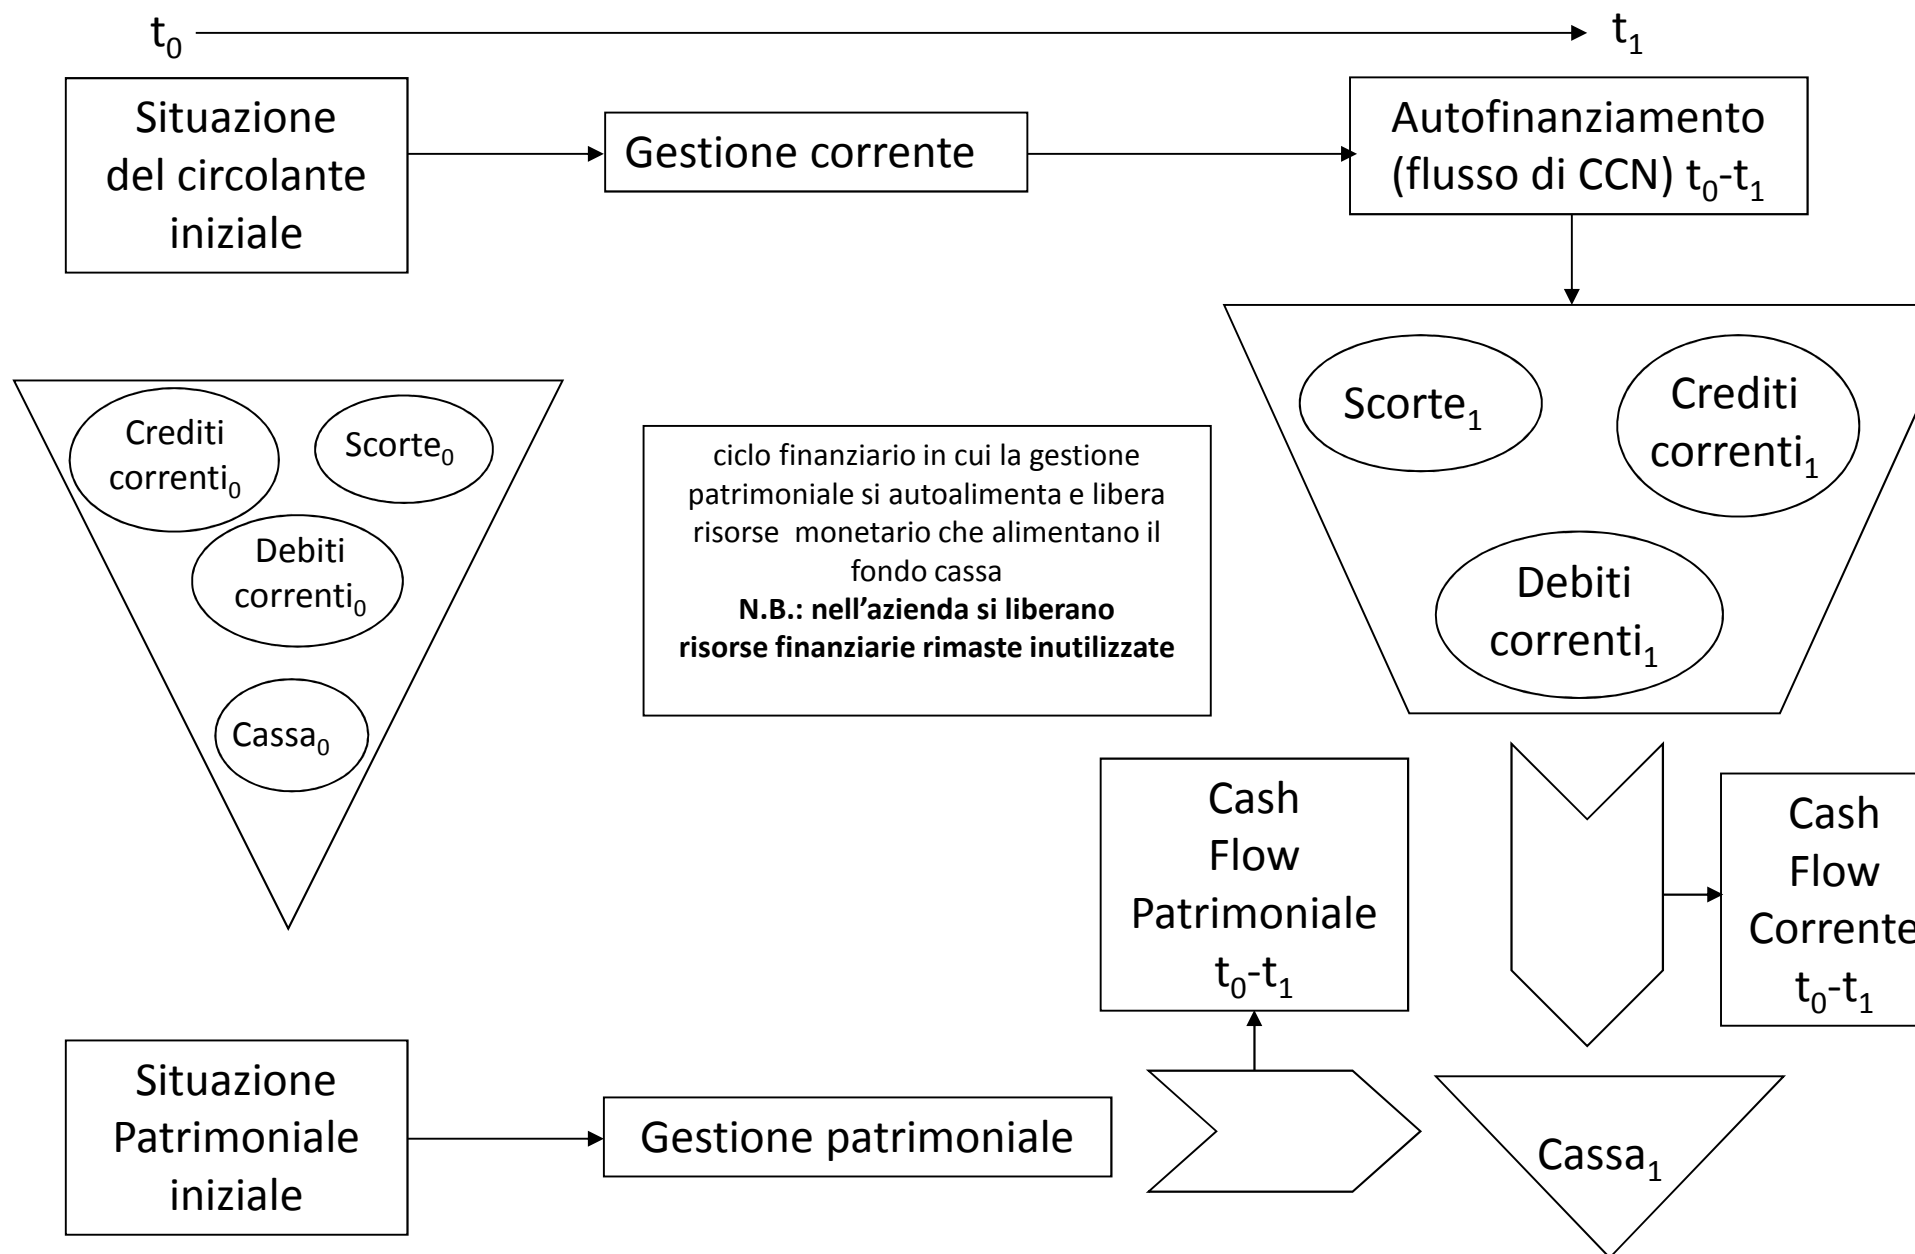 t₀
t₁
Situazione
del circolante
iniziale
Gestione corrente
Autofinanziamento
(flusso di CCN) t₀-t₁
Crediti
correnti₀
Scorte₀
Debiti
correnti₀
Cassa₀
ciclo finanziario in cui la gestione
patrimoniale si autoalimenta e libera
risorse monetario che alimentano il
fondo cassa
N.B.: nell’azienda si liberano
risorse finanziarie rimaste inutilizzate
Scorte₁
Crediti
correnti₁
Debiti
correnti₁
Cash
Flow
Patrimoniale
t₀-t₁
Cash
Flow
Corrente
t₀-t₁
Situazione
Patrimoniale
iniziale
Gestione patrimoniale
Cassa₁